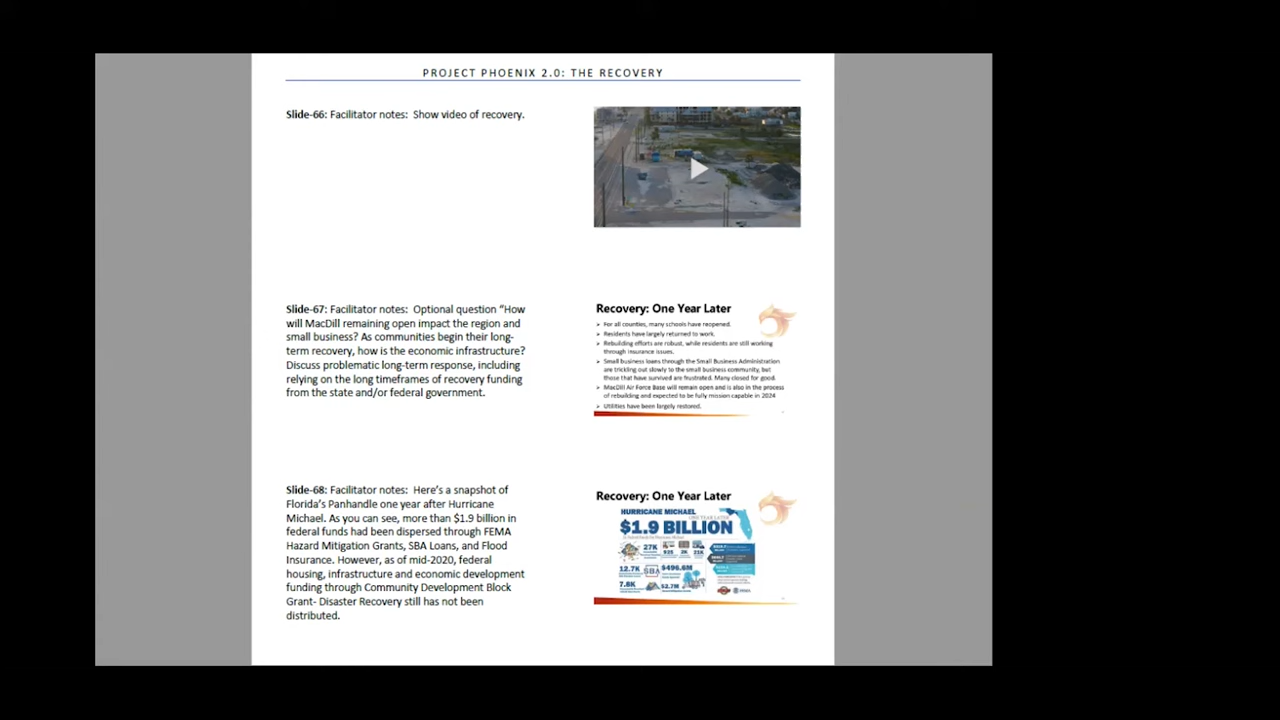 PROJECT PHOENIX 2.0: THE RECOVERY
Slide-66: Facilitator notes: Show video of recovery.
Slide-67: Facilitator notes: Optional question “How
will MacDill remaining open impact the region and
small business? As communities begin their long-
term recovery, how is the economic infrastructure?
Discuss problematic long-term response, including
relying on the long timeframes of recovery funding
from the state and/or federal government.
Recovery: One Year Later
For all counties, many schools have reopened.
Residents have largely returned to work.
Rebuilding efforts are robust, while residents are still working
through insurance issues.
Small business loans through the Small Business Administration
are trickling out slowly to the small business community, but
those that have survived are frustrated. Many closed for good.
MacDill Air Force Base will remain open and is also in the process
of rebuilding and expected to be fully mission capable in 2024
Utilities have been largely restored.
Slide-68: Facilitator notes: Here’s a snapshot of
Florida’s Panhandle one year after Hurricane
Michael. As you can see, more than $1.9 billion in
federal funds had been dispersed through FEMA
Hazard Mitigation Grants, SBA Loans, and Flood
Insurance. However, as of mid-2020, federal
housing, infrastructure and economic development
funding through Community Development Block
Grant- Disaster Recovery still has not been
distributed.
Recovery: One Year Later
HURRICANE MICHAEL
ONE YEAR LATER
$1.9 BILLION
27K 925 2K 21K
12.7K SBA $496.6M
7.6K $2.7M